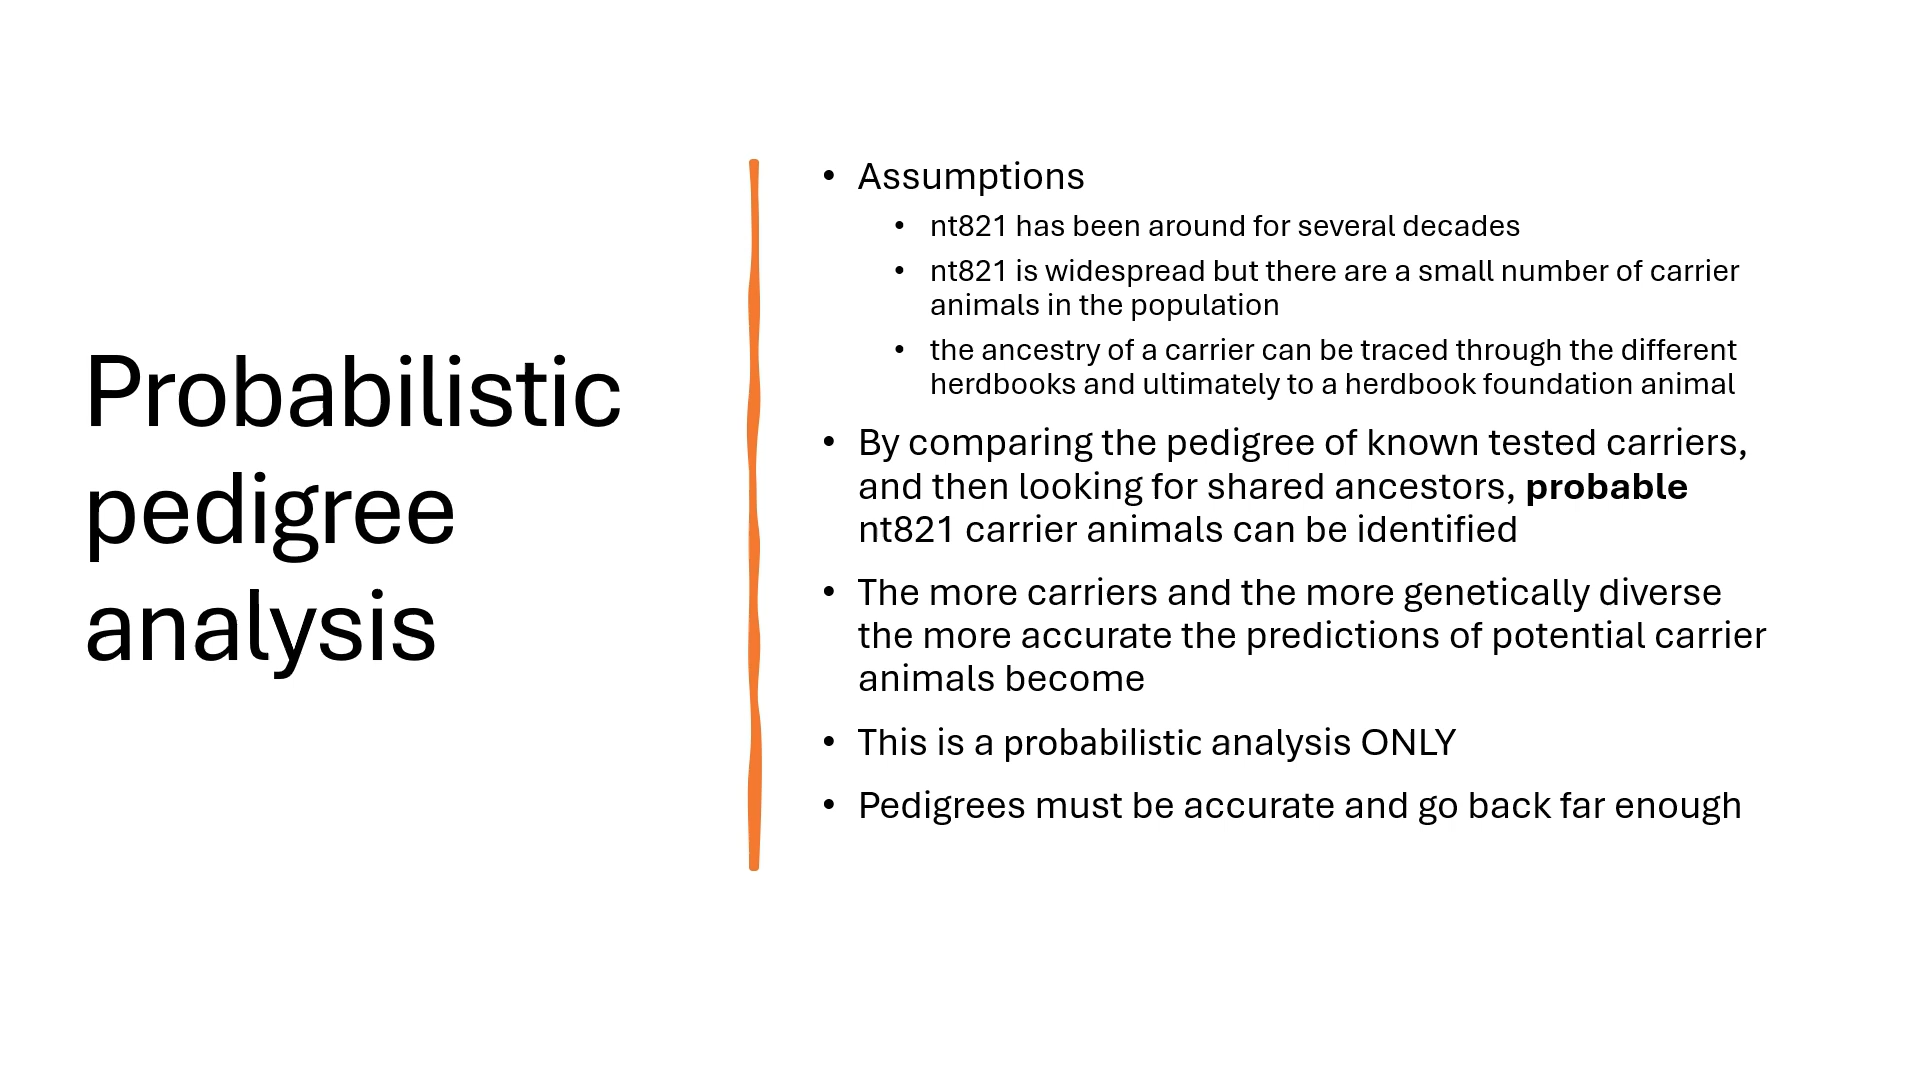 Probabilistic
pedigree
analysis
• Assumptions
• nt821 has been around for several decades
• nt821 is widespread but there are a small number of carrier
animals in the population
• the ancestry of a carrier can be traced through the different
herdbooks and ultimately to a herdbook foundation animal
• By comparing the pedigree of known tested carriers,
and then looking for shared ancestors, probable
nt821 carrier animals can be identified
• The more carriers and the more genetically diverse
the more accurate the predictions of potential carrier
animals become
• This is a probabilistic analysis ONLY
• Pedigrees must be accurate and go back far enough